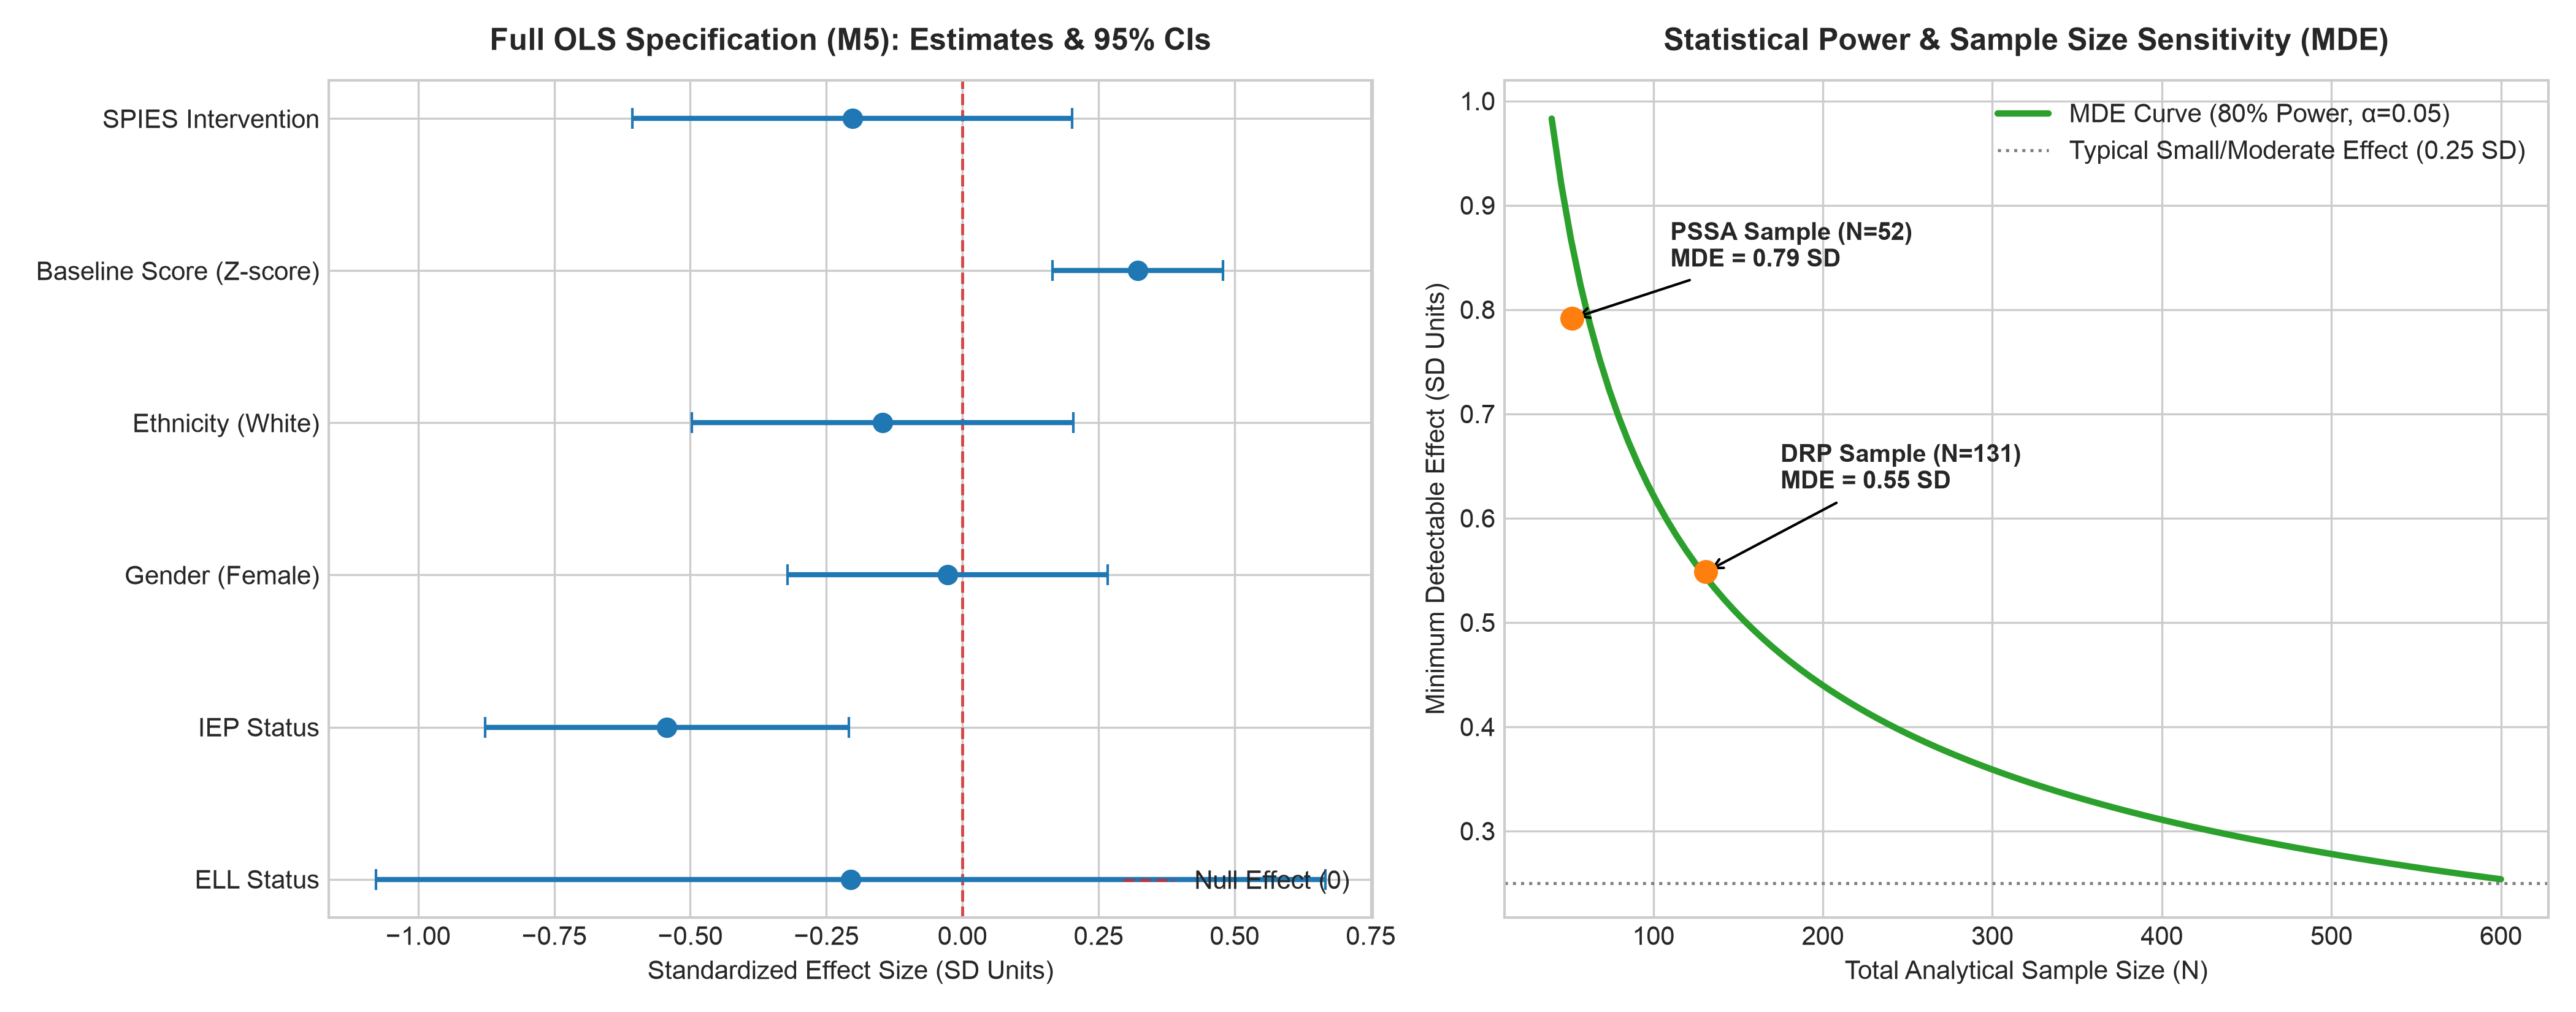 Full OLS Specification (M5): Estimates & 95% CIs
SPIES Intervention
Baseline Score (Z-score)
Ethnicity (White)
Gender (Female)
IEP Status
ELL Status
Null Effect (0)
−1.00
−0.75
−0.50
−0.25
0.00
0.25
0.50
0.75
Standardized Effect Size (SD Units)
Statistical Power & Sample Size Sensitivity (MDE)
MDE Curve (80% Power, α=0.05)
Typical Small/Moderate Effect (0.25 SD)
PSSA Sample (N=52)
MDE = 0.79 SD
DRP Sample (N=131)
MDE = 0.55 SD
Minimum Detectable Effect (SD Units)
1.0
0.9
0.8
0.7
0.6
0.5
0.4
0.3
100
200
300
400
500
600
Total Analytical Sample Size (N)